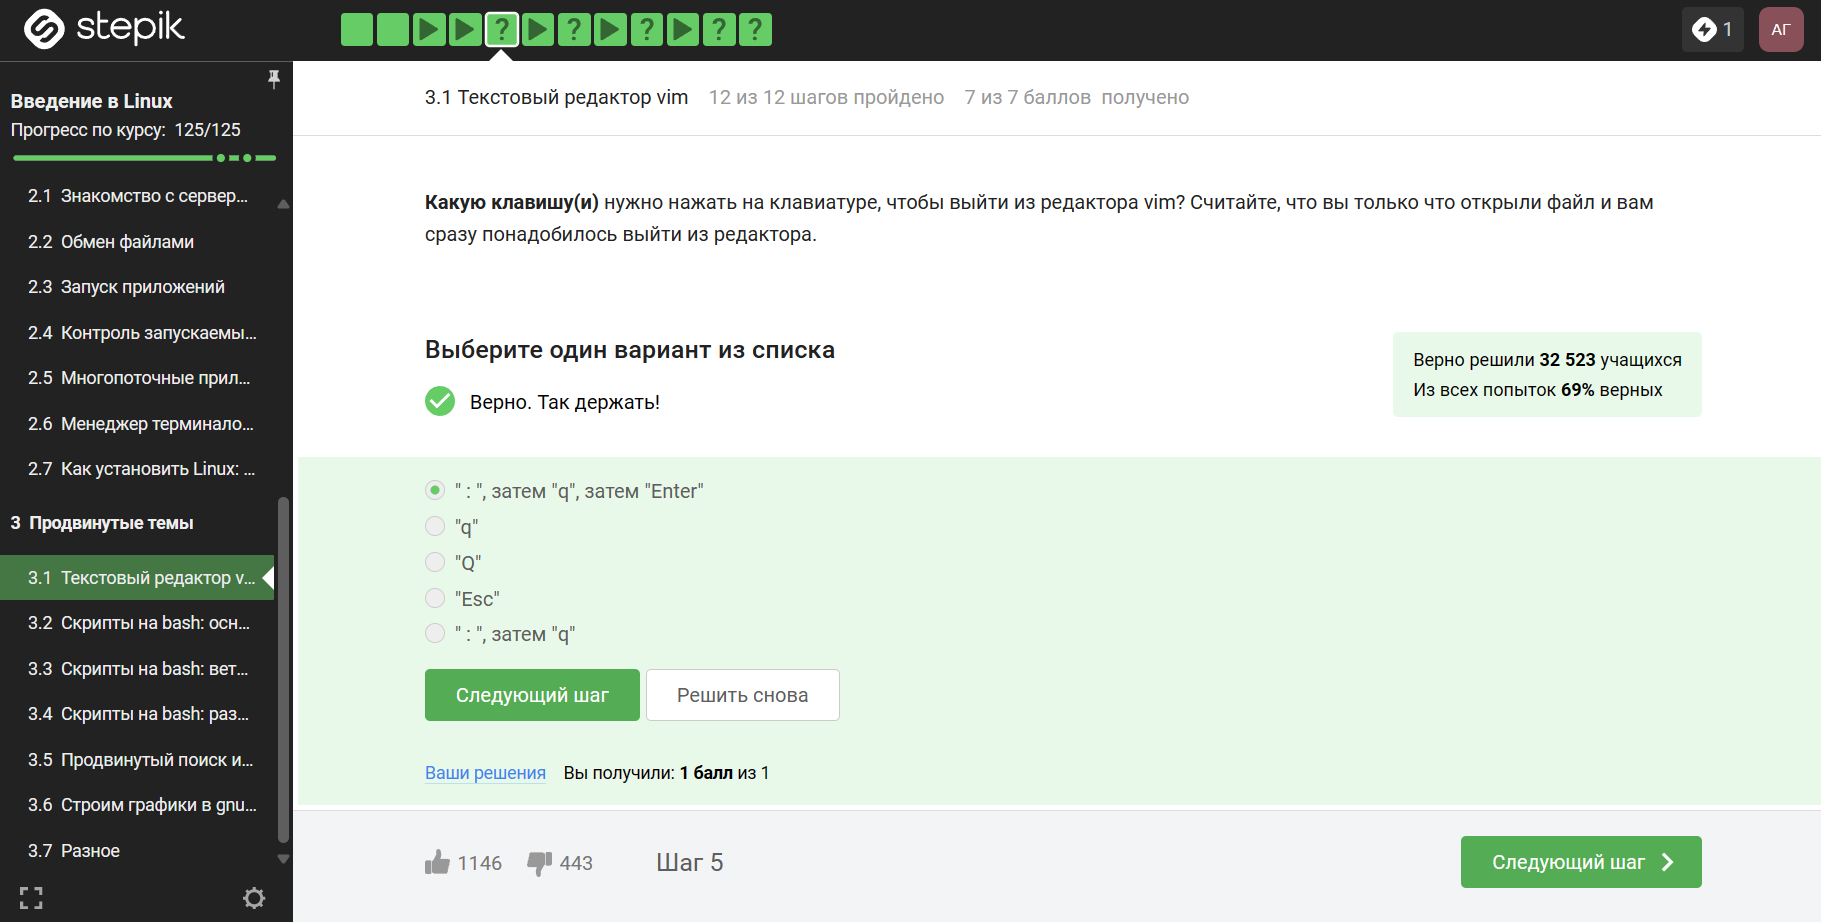 stepik
? ? ? ? ?
1
АГ
Введение в Linux
Прогресс по курсу: 125/125
2.1 Знакомство с сервер...
2.2 Обмен файлами
2.3 Запуск приложений
2.4 Контроль запускаемы...
2.5 Многопоточные прил...
2.6 Менеджер терминало...
2.7 Как установить Linux: ...
3 Продвинутые темы
3.1 Текстовый редактор v...
3.2 Скрипты на bash: осн...
3.3 Скрипты на bash: вет...
3.4 Скрипты на bash: раз...
3.5 Продвинутый поиск и...
3.6 Строим графики в gnu...
3.7 Разное
3.1 Текстовый редактор vim 12 из 12 шагов пройдено 7 из 7 баллов получено
Какую клавишу(и) нужно нажать на клавиатуре, чтобы выйти из редактора vim? Считайте, что вы только что открыли файл и вам
сразу понадобилось выйти из редактора.
Выберите один вариант из списка
Верно. Так держать!
Верно решили 32 523 учащихся
Из всех попыток 69% верных
" : ", затем "q", затем "Enter"
"q"
"Q"
"Esc"
" : ", затем "q"
Следующий шаг
Решить снова
Ваши решения Вы получили: 1 балл из 1
1146 443 Шаг 5
Следующий шаг